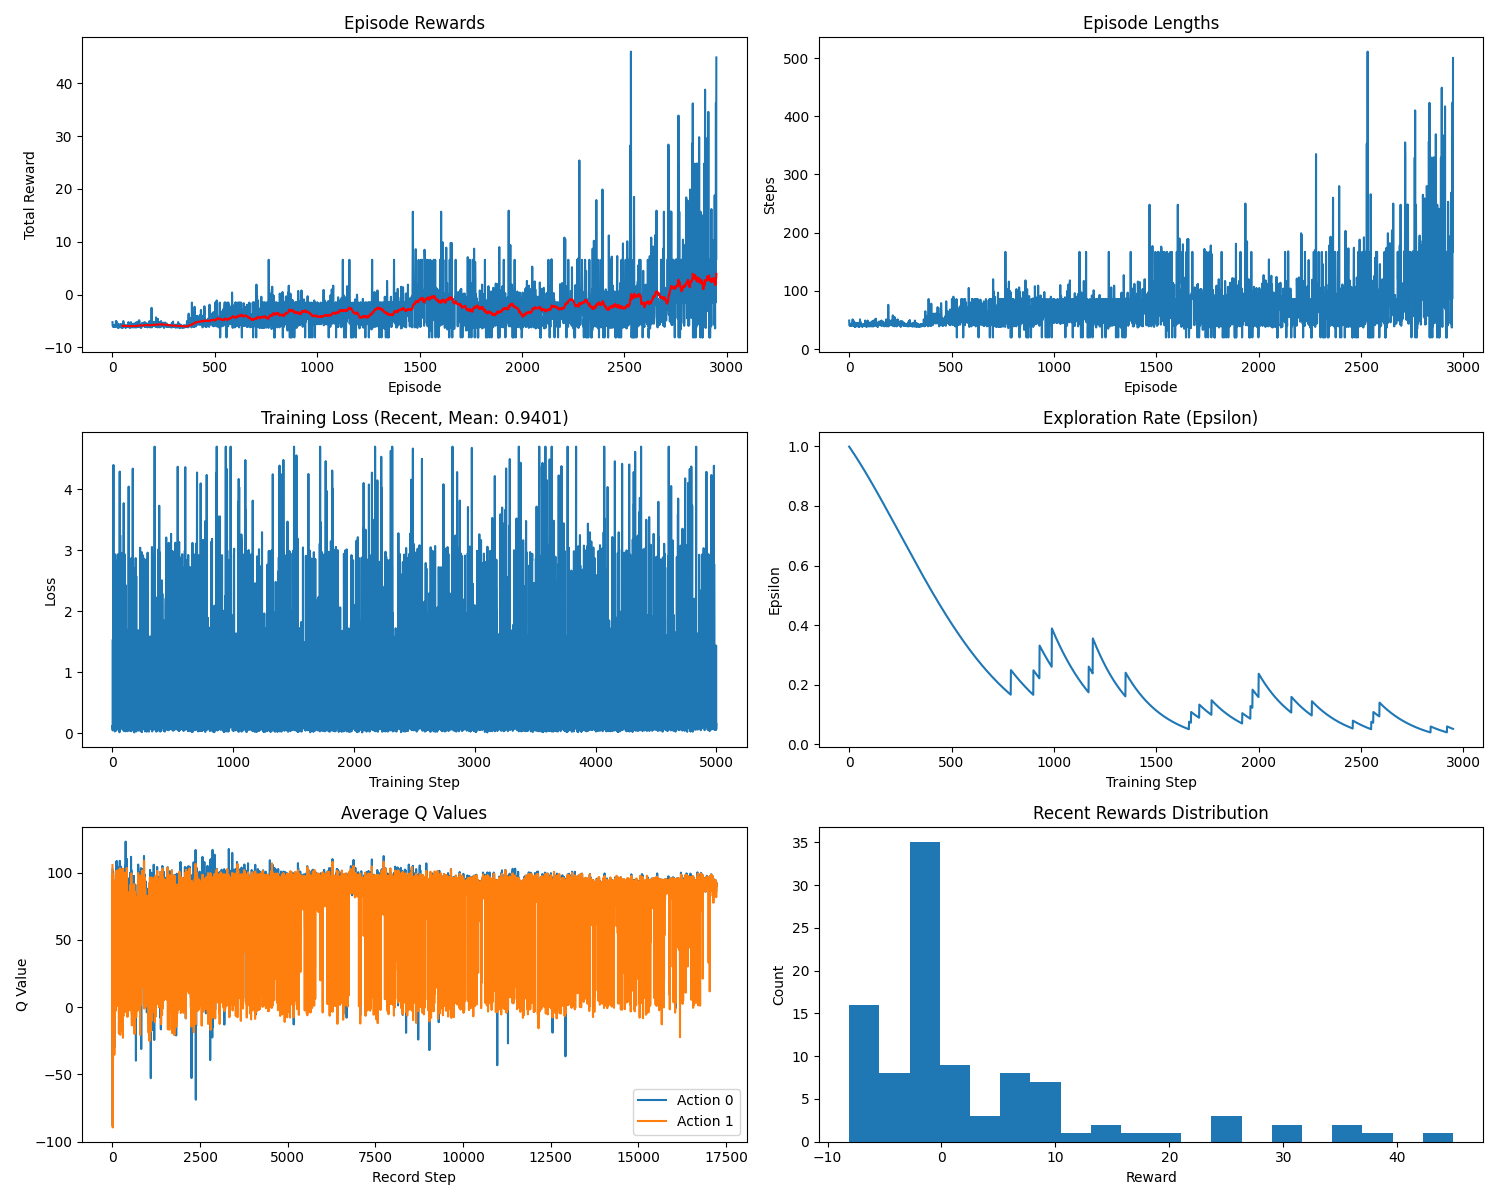 Episode Rewards
Total Reward
40
30
20
10
0
−10
0 500 1000 1500 2000 2500 3000
Episode
Episode Lengths
Steps
500
400
300
200
100
0
0 500 1000 1500 2000 2500 3000
Episode
Training Loss (Recent, Mean: 0.9401)
Loss
4
3
2
1
0
0 1000 2000 3000 4000 5000
Training Step
Exploration Rate (Epsilon)
Epsilon
1.0
0.8
0.6
0.4
0.2
0.0
0 500 1000 1500 2000 2500 3000
Training Step
Average Q Values
Q Value
100
50
0
−50
−100
0 2500 5000 7500 10000 12500 15000 17500
Record Step
Action 0
Action 1
Recent Rewards Distribution
Count
35
30
25
20
15
10
5
0
−10 0 10 20 30 40
Reward